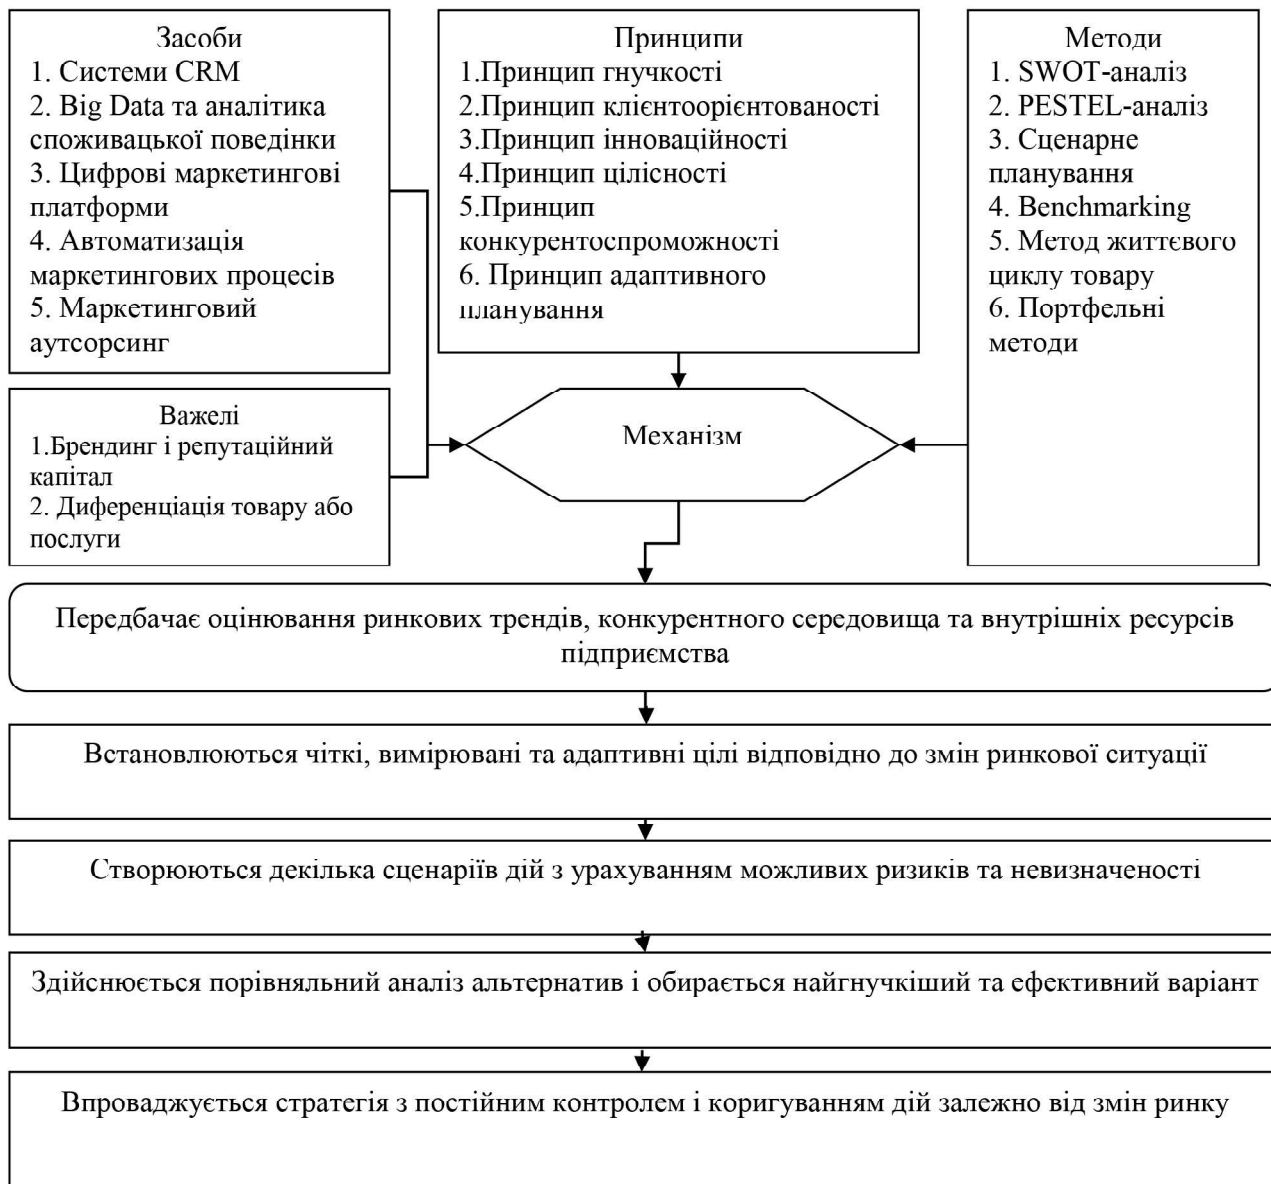 Засоби
1. Системи CRM
2. Big Data та аналітика
споживацької поведінки
3. Цифрові маркетингові
платформи
4. Автоматизація
маркетингових процесів
5. Маркетинговий
аутсорсинг
Принципи
1.Принцип гнучкості
2.Принцип клієнтоорієнтованості
3.Принцип інноваційності
4.Принцип цілісності
5.Принцип
конкурентоспроможності
6. Принцип адаптивного
планування
Методи
1. SWOT-аналіз
2. PESTEL-аналіз
3. Сценарне
планування
4. Benchmarking
5. Метод життєвого
циклу товару
6. Портфельні
методи
Важелі
1.Брендинг і репутаційний
капітал
2. Диференціація товару або
послуги
Механізм
Передбачає оцінювання ринкових трендів, конкурентного середовища та внутрішніх ресурсів
підприємства
Встановлюються чіткі, вимірювані та адаптивні цілі відповідно до змін ринкової ситуації
Створюються декілька сценаріїв дій з урахуванням можливих ризиків та невизначеності
Здійснюється порівняльний аналіз альтернатив і обирається найгнучкіший та ефективний варіант
Впроваджується стратегія з постійним контролем і коригуванням дій залежно від змін ринку